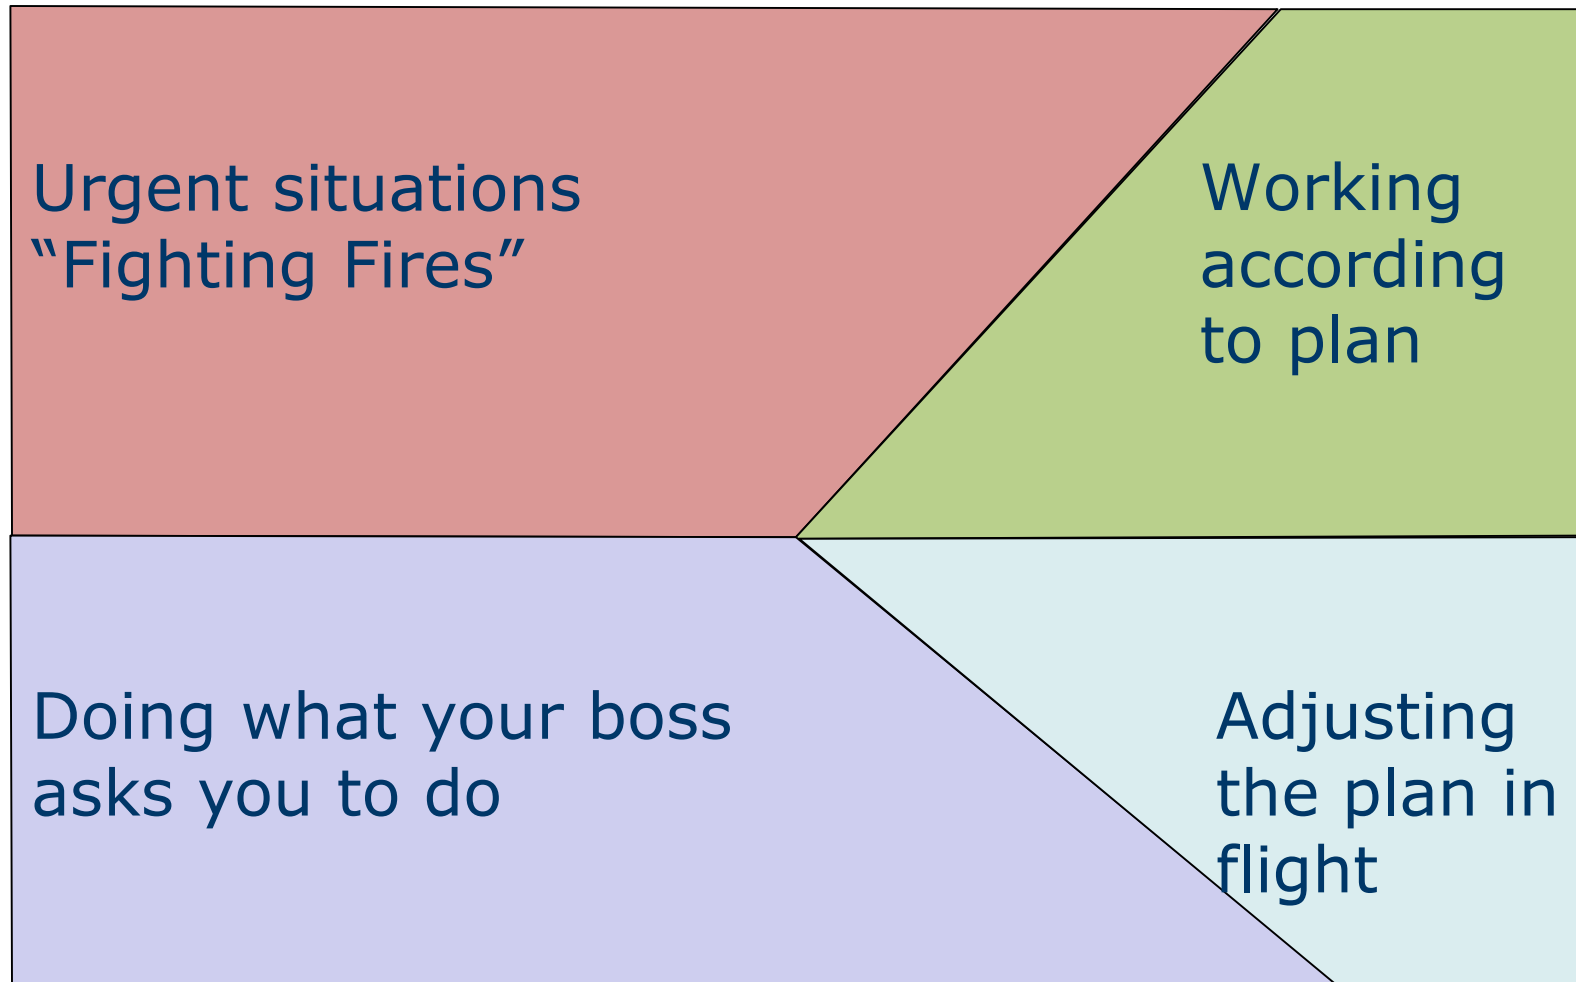 Urgent situations
“Fighting Fires”
Working
according
to plan
Doing what your boss
asks you to do
Adjusting
the plan in
flight